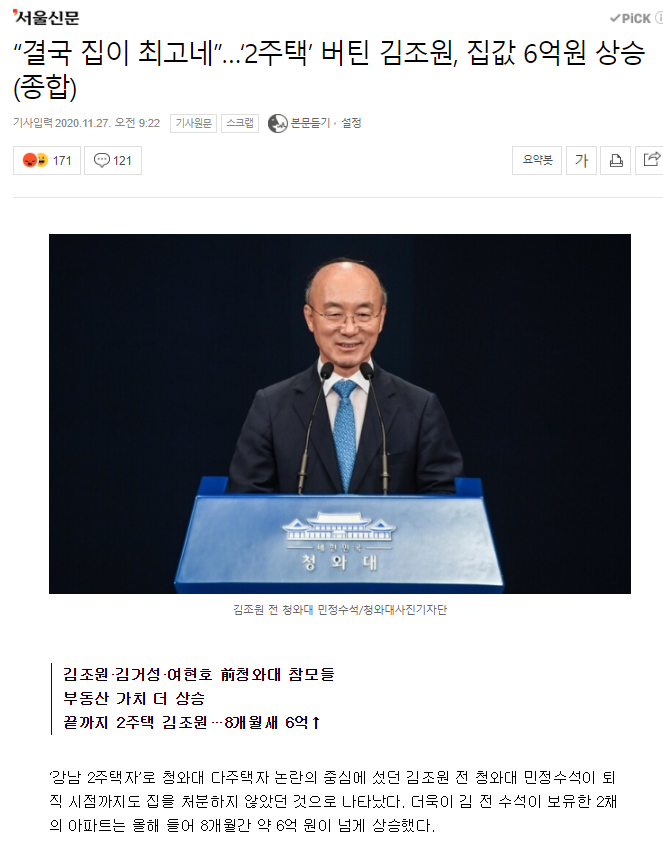 서울신문
PiCK
“결국 집이 최고네”…‘2주택’ 버틴 김조원, 집값 6억원 상승
(종합)
기사입력 2020.11.27. 오전 9:22 기사원문 스크랩 본문듣기 · 설정
171 121 요약봇 가
대한민국
청와대
김조원 전 청와대 민정수석/청와대사진기자단
김조원·김거성·여현호 前청와대 참모들
부동산 가치 더 상승
끝까지 2주택 김조원…8개월새 6억↑
‘강남 2주택자’로 청와대 다주택자 논란의 중심에 섰던 김조원 전 청와대 민정수석이 퇴
직 시점까지도 집을 처분하지 않았던 것으로 나타났다. 더욱이 김 전 수석이 보유한 2채
의 아파트는 올해 들어 8개월간 약 6억 원이 넘게 상승했다.